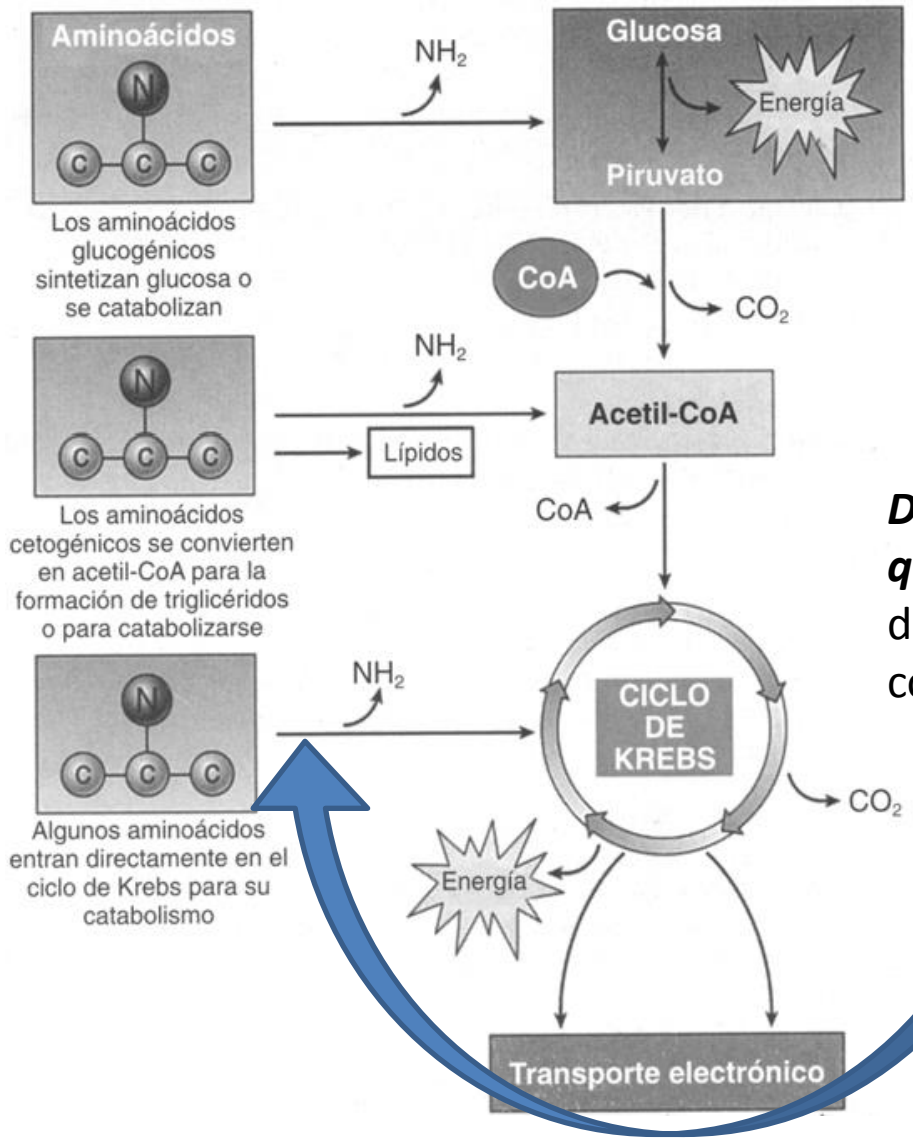 Aminoácidos
N
C
C
C
Los aminoácidos
glucogénicos
sintetizan glucosa o
se catabolizan
NH₂
Glucosa
Energía
Piruvato
CoA
CO₂
N
C
C
C
Los aminoácidos
cetogénicos se convierten
en acetil-CoA para la
formación de triglicéridos
o para catabolizarse
NH₂
Lípidos
Acetil-CoA
CoA
N
C
C
C
Algunos aminoácidos
entran directamente en el
ciclo de Krebs para su
catabolismo
NH₂
CICLO
DE
KREBS
CO₂
Energía
Transporte electrónico